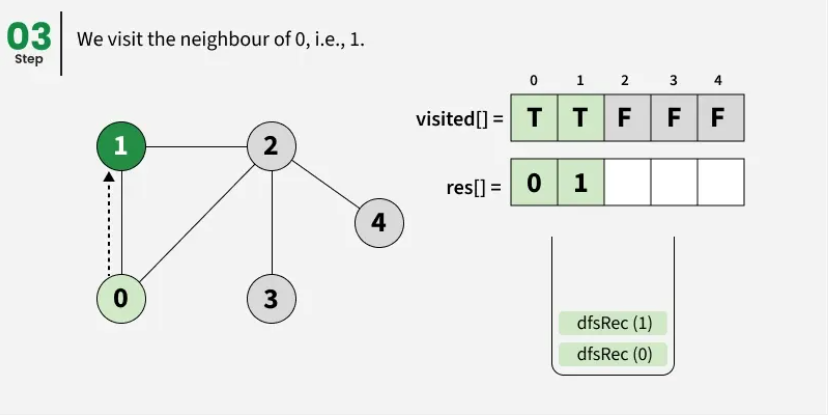 03
Step
We visit the neighbour of 0, i.e., 1.
0 1 2 3 4
visited[] = T T F F F
res[] = 0 1
1 2
4
0 3
dfsRec (1)
dfsRec (0)